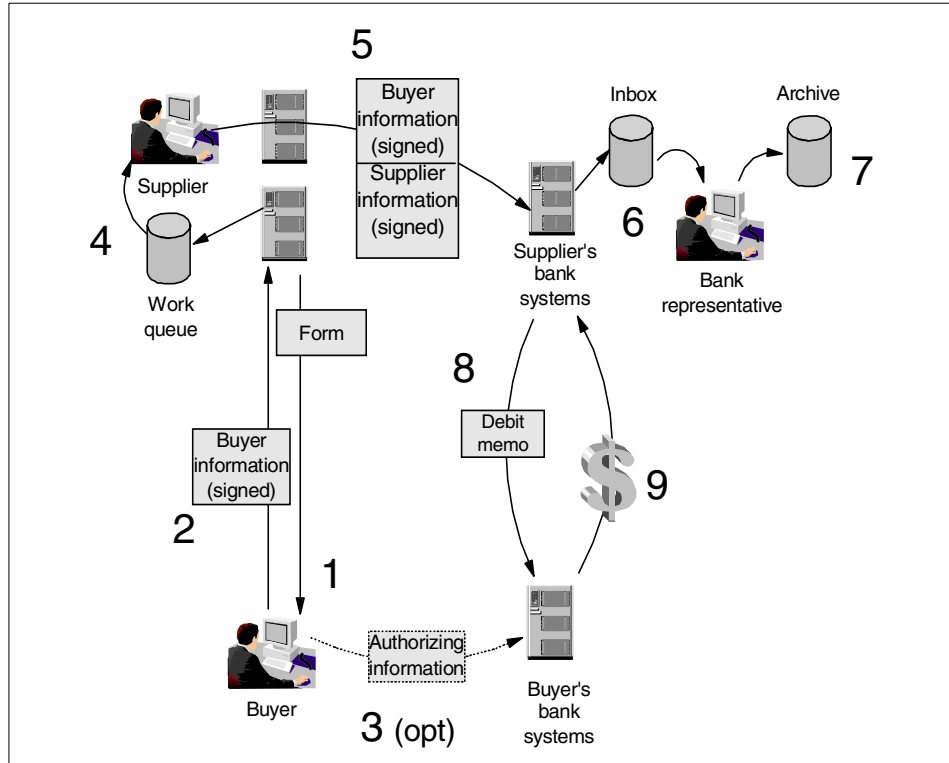 5
Buyer
information
(signed)
Supplier
information
(signed)
Inbox
Archive
Supplier
4
Work
queue
6
7
Supplier's
bank
systems
Bank
representative
Form
8
Debit
memo
9
$
Buyer
information
(signed)
2
1
Authorizing
information
Buyer
3 (opt)
Buyer's
bank
systems